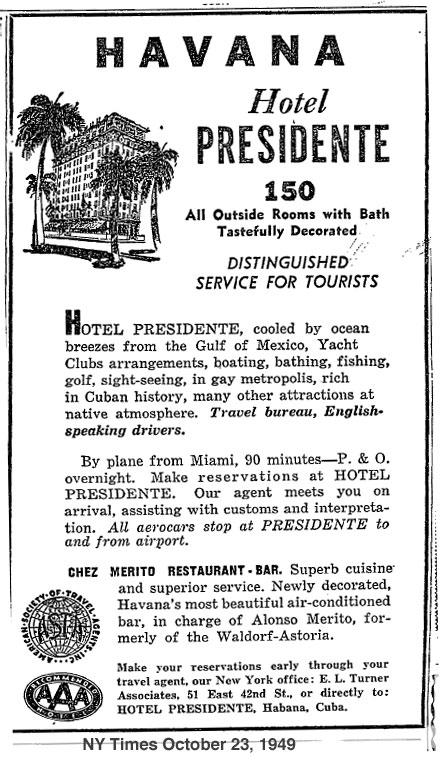 HAVANA
Hotel
PRESIDENTE
150
All Outside Rooms with Bath
Tastefully Decorated
DISTINGUISHED
SERVICE FOR TOURISTS
HOTEL PRESIDENTE, cooled by ocean
breezes from the Gulf of Mexico, Yacht
Clubs arrangements, boating, bathing, fishing,
golf, sight-seeing, in gay metropolis, rich
in Cuban history, many other attractions at
native atmosphere. Travel bureau, English-
speaking drivers.
By plane from Miami, 90 minutes—P. & O.
overnight. Make reservations at HOTEL
PRESIDENTE. Our agent meets you on
arrival, assisting with customs and interpreta-
tion. All aerocars stop at PRESIDENTE to
and from airport.
CHEZ MERITO RESTAURANT-BAR. Superb cuisine
and superior service. Newly decorated,
Havana's most beautiful air-conditioned
bar, in charge of Alonso Merito, for-
merly of the Waldorf-Astoria.
AMERICAN·SOCIETY·OF·TRAVEL·AGENTS, INC.
ASTA
RECOMMENDED
AAA
HOTEL
Make your reservations early through your
travel agent, our New York office: E. L. Turner
Associates, 51 East 42nd St., or directly to:
HOTEL PRESIDENTE, Habana, Cuba.
NY Times October 23, 1949